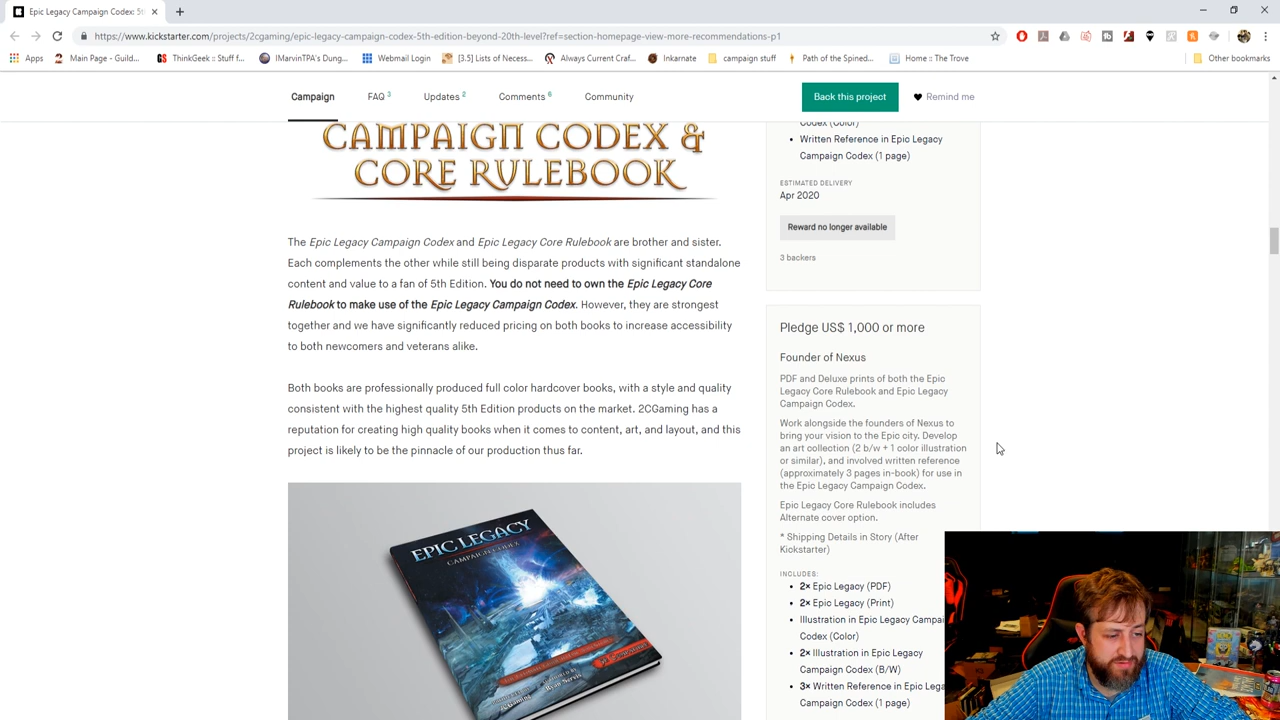 Epic Legacy Campaign Codex: 5th
https://www.kickstarter.com/projects/2cgaming/epic-legacy-campaign-codex-5th-edition-beyond-20th-level?ref=section-homepage-view-more-recommendations-p1
Apps Main Page - Guild... ThinkGeek :: Stuff f... IMarvinTPA's Dung... Webmail Login [3.5] Lists of Necess... Always Current Craf... Inkarnate campaign stuff Path of the Spined... Home :: The Trove Other bookmarks
Campaign FAQ 3 Updates 2 Comments 6 Community Back this project Remind me
CAMPAIGN CODEX &
CORE RULEBOOK
The Epic Legacy Campaign Codex and Epic Legacy Core Rulebook are brother and sister.
Each complements the other while still being disparate products with significant standalone
content and value to a fan of 5th Edition. You do not need to own the Epic Legacy Core
Rulebook to make use of the Epic Legacy Campaign Codex. However, they are strongest
together and we have significantly reduced pricing on both books to increase accessibility
to both newcomers and veterans alike.
Both books are professionally produced full color hardcover books, with a style and quality
consistent with the highest quality 5th Edition products on the market. 2CGaming has a
reputation for creating high quality books when it comes to content, art, and layout, and this
project is likely to be the pinnacle of our production thus far.
EPIC LEGACY
CAMPAIGN CODEX
Ryan Servis
Codex (Color)
Written Reference in Epic Legacy
Campaign Codex (1 page)
ESTIMATED DELIVERY
Apr 2020
Reward no longer available
3 backers
Pledge US$ 1,000 or more
Founder of Nexus
PDF and Deluxe prints of both the Epic
Legacy Core Rulebook and Epic Legacy
Campaign Codex.
Work alongside the founders of Nexus to
bring your vision to the Epic city. Develop
an art collection (2 b/w + 1 color illustration
or similar), and involved written reference
(approximately 3 pages in-book) for use in
the Epic Legacy Campaign Codex.
Epic Legacy Core Rulebook includes
Alternate cover option.
* Shipping Details in Story (After
Kickstarter)
INCLUDES:
2× Epic Legacy (PDF)
2× Epic Legacy (Print)
Illustration in Epic Legacy Campai
Codex (Color)
2× Illustration in Epic Legacy
Campaign Codex (B/W)
3× Written Reference in Epic Lega
Campaign Codex (1 page)